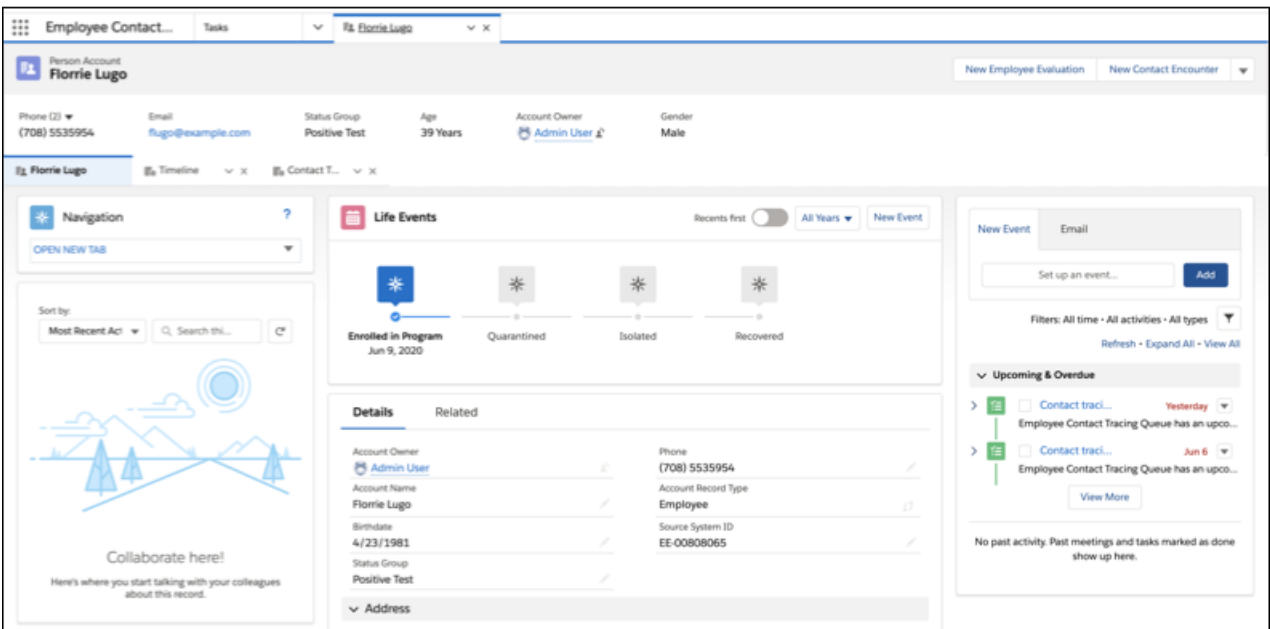 Employee Contact... Tasks Florrie Lugo
Person Account
Florrie Lugo
New Employee Evaluation New Contact Encounter
Phone (2) Email Status Group Age Account Owner Gender
(708) 5535954 flugo@example.com Positive Test 39 Years Admin User Male
Florrie Lugo Timeline Contact T...
Navigation ?
OPEN NEW TAB
Sort by:
Most Recent Act Search thi...
Collaborate here!
Here's where you start talking with your colleagues
about this record.
Life Events Recents first All Years New Event
Enrolled in Program Quarantined Isolated Recovered
Jun 9, 2020
Details Related
Account Owner Phone
Admin User (708) 5535954
Account Name Account Record Type
Florrie Lugo Employee
Birthdate Source System ID
4/23/1981 EE-00808065
Status Group
Positive Test
Address
New Event Email
Set up an event... Add
Filters: All time • All activities • All types
Refresh • Expand All • View All
Upcoming & Overdue
Contact traci... Yesterday
Employee Contact Tracing Queue has an upco...
Contact traci... Jun 6
Employee Contact Tracing Queue has an upco...
View More
No past activity. Past meetings and tasks marked as done
show up here.